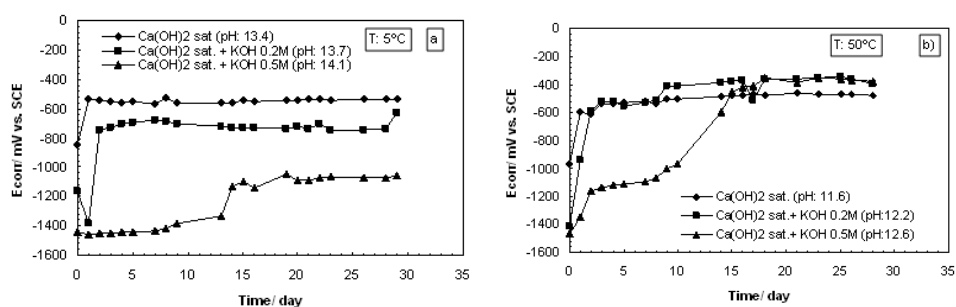 0
-200
-400
-600
-800
-1000
-1200
-1400
-1600
Ecorr/ mV vs. SCE
Ca(OH)2 sat (pH: 13.4)
Ca(OH)2 sat. + KOH 0.2M (pH: 13.7)
Ca(OH)2 sat. + KOH 0.5M (pH: 14.1)
T: 5ºC
a
0 5 10 15 20 25 30 35
Time/ day
0
-200
-400
-600
-800
-1000
-1200
-1400
-1600
Ecorr/ mV vs. SCE
T: 50ºC
b)
Ca(OH)2 sat. (pH: 11.6)
Ca(OH)2 sat.+ KOH 0.2M (pH:12.2)
Ca(OH)2 sat.+ KOH 0.5M (pH:12.6)
0 5 10 15 20 25 30 35
Time/ day